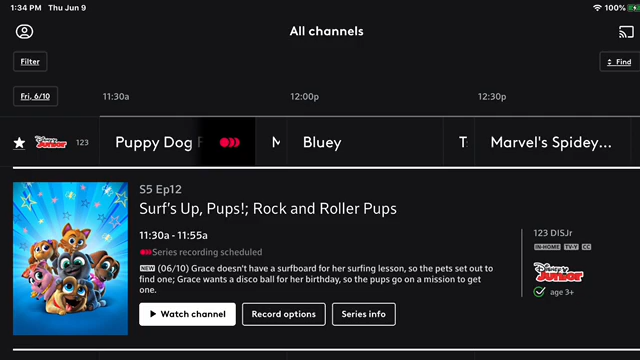 1:34 PM Thu Jun 9
100%
All channels
Filter
Find
Fri, 6/10
11:30a
12:00p
12:30p
Disney Junior
123
Puppy Dog P
M
Bluey
T
Marvel's Spidey...
S5 Ep12
Surf's Up, Pups!; Rock and Roller Pups
11:30a - 11:55a
Series recording scheduled
NEW (06/10) Grace doesn't have a surfboard for her surfing lesson, so the pets set out to
find one; Grace wants a disco ball for her birthday, so the pups go on a mission to get
one.
Watch channel
Record options
Series info
123 DISJr
IN-HOME TV-Y CC
Disney Junior
age 3+